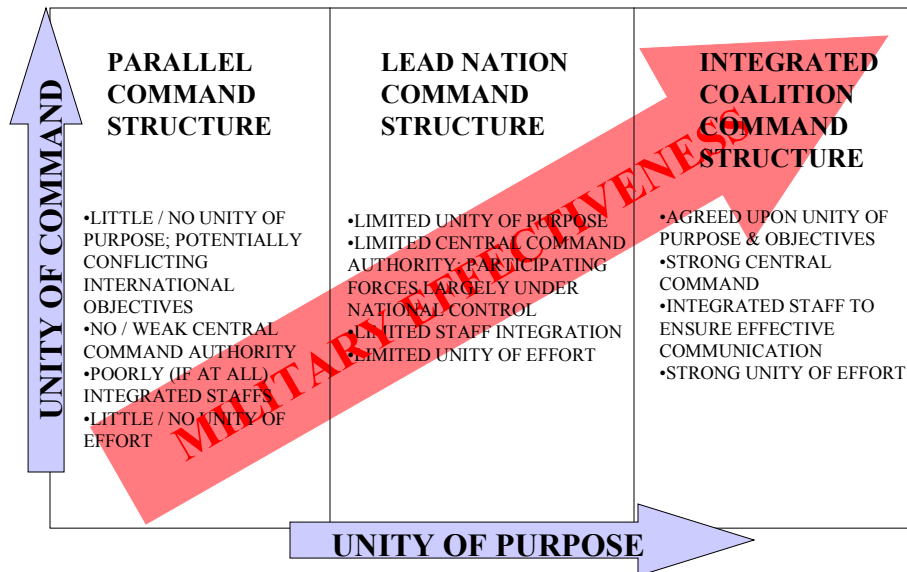 UNITY OF COMMAND
PARALLEL
COMMAND
STRUCTURE
•LITTLE / NO UNITY OF
PURPOSE; POTENTIALLY
CONFLICTING
INTERNATIONAL
OBJECTIVES
•NO / WEAK CENTRAL
COMMAND AUTHORITY
•POORLY (IF AT ALL)
INTEGRATED STAFFS
•LITTLE / NO UNITY OF
EFFORT
LEAD NATION
COMMAND
STRUCTURE
•LIMITED UNITY OF PURPOSE
•LIMITED CENTRAL COMMAND
AUTHORITY; PARTICIPATING
FORCES LARGELY UNDER
NATIONAL CONTROL
•LIMITED STAFF INTEGRATION
•LIMITED UNITY OF EFFORT
INTEGRATED
COALITION
COMMAND
STRUCTURE
•AGREED UPON UNITY OF
PURPOSE & OBJECTIVES
•STRONG CENTRAL
COMMAND
•INTEGRATED STAFF TO
ENSURE EFFECTIVE
COMMUNICATION
•STRONG UNITY OF EFFORT
MILITARY EFFECTIVENESS
UNITY OF PURPOSE